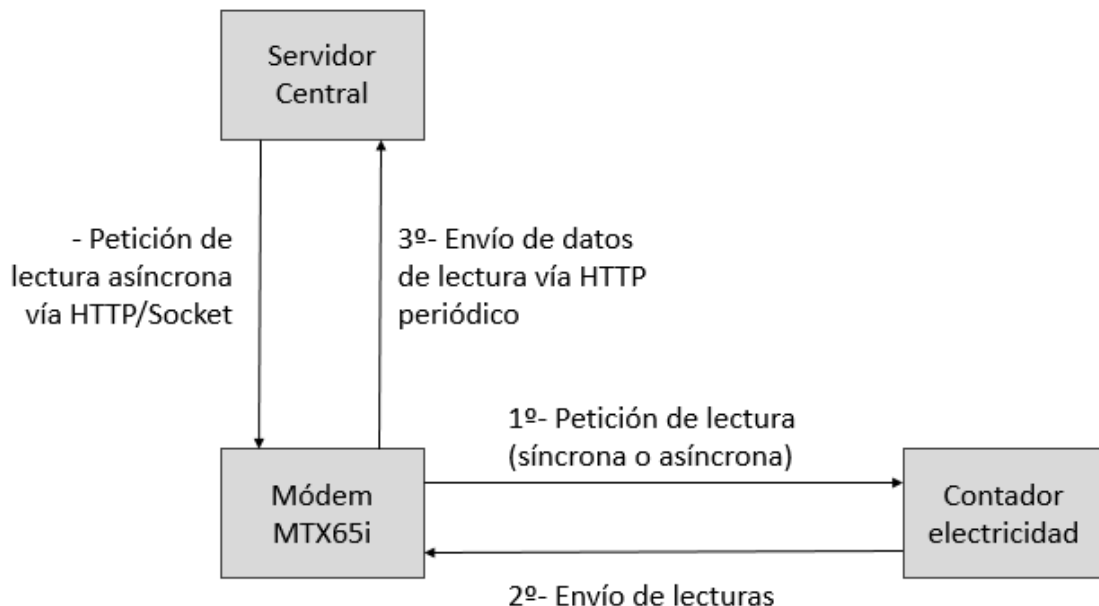 Servidor
Central
- Petición de
lectura asíncrona
vía HTTP/Socket
3º- Envío de datos
de lectura vía HTTP
periódico
1º- Petición de lectura
(síncrona o asíncrona)
Módem
MTX65i
Contador
electricidad
2º- Envío de lecturas